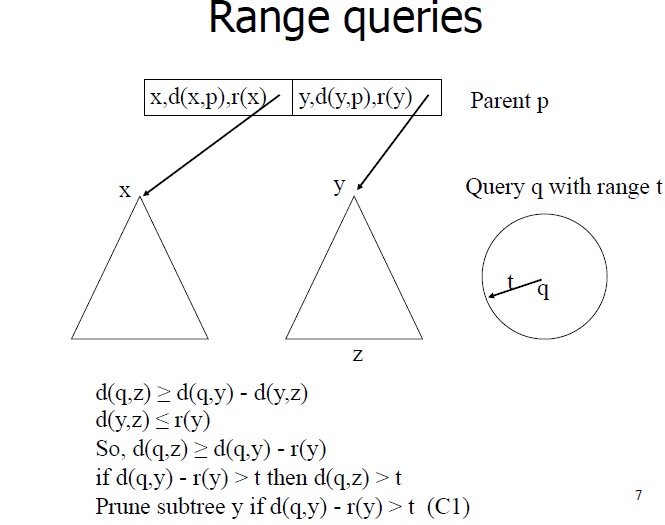 Range queries
x,d(x,p),r(x) y,d(y,p),r(y) Parent p
x y Query q with range t
t q
z
d(q,z) ≥ d(q,y) - d(y,z)
d(y,z) ≤ r(y)
So, d(q,z) ≥ d(q,y) - r(y)
if d(q,y) - r(y) > t then d(q,z) > t
Prune subtree y if d(q,y) - r(y) > t (C1)
7